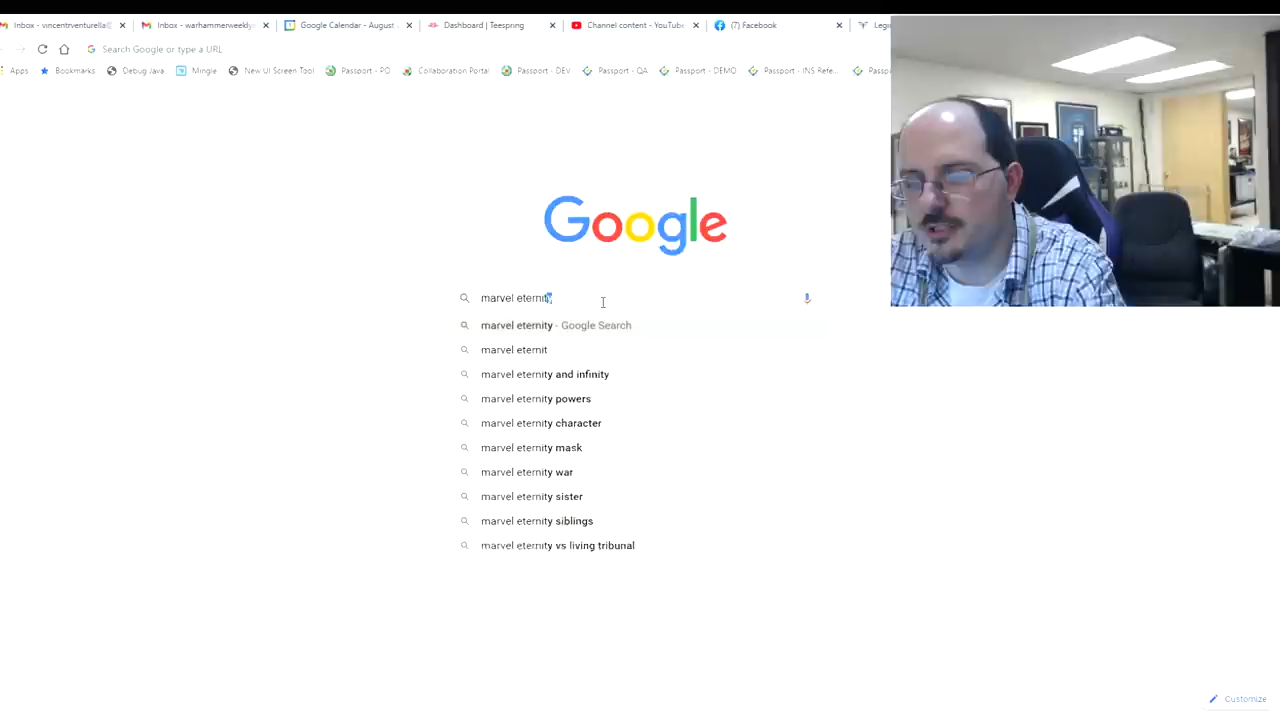 Inbox - vincentrventurella@
Inbox - warhammerweekly
Google Calendar - August
Dashboard | Teespring
Channel content - YouTube
(7) Facebook
Search Google or type a URL
Apps
Bookmarks
Debug Java
Mingle
New UI Screen Tool
Passport - PO
Collaboration Portal
Passport - DEV
Passport - QA
Passport - DEMO
Passport - INS Refe...
Google
marvel eternity
marvel eternity - Google Search
marvel eternit
marvel eternity and infinity
marvel eternity powers
marvel eternity character
marvel eternity mask
marvel eternity war
marvel eternity sister
marvel eternity siblings
marvel eternity vs living tribunal
Customize